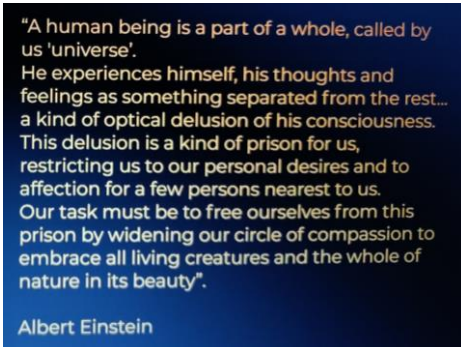 “A human being is a part of a whole, called by
us 'universe’.
He experiences himself, his thoughts and
feelings as something separated from the rest...
a kind of optical delusion of his consciousness.
This delusion is a kind of prison for us,
restricting us to our personal desires and to
affection for a few persons nearest to us.
Our task must be to free ourselves from this
prison by widening our circle of compassion to
embrace all living creatures and the whole of
nature in its beauty”.
Albert Einstein